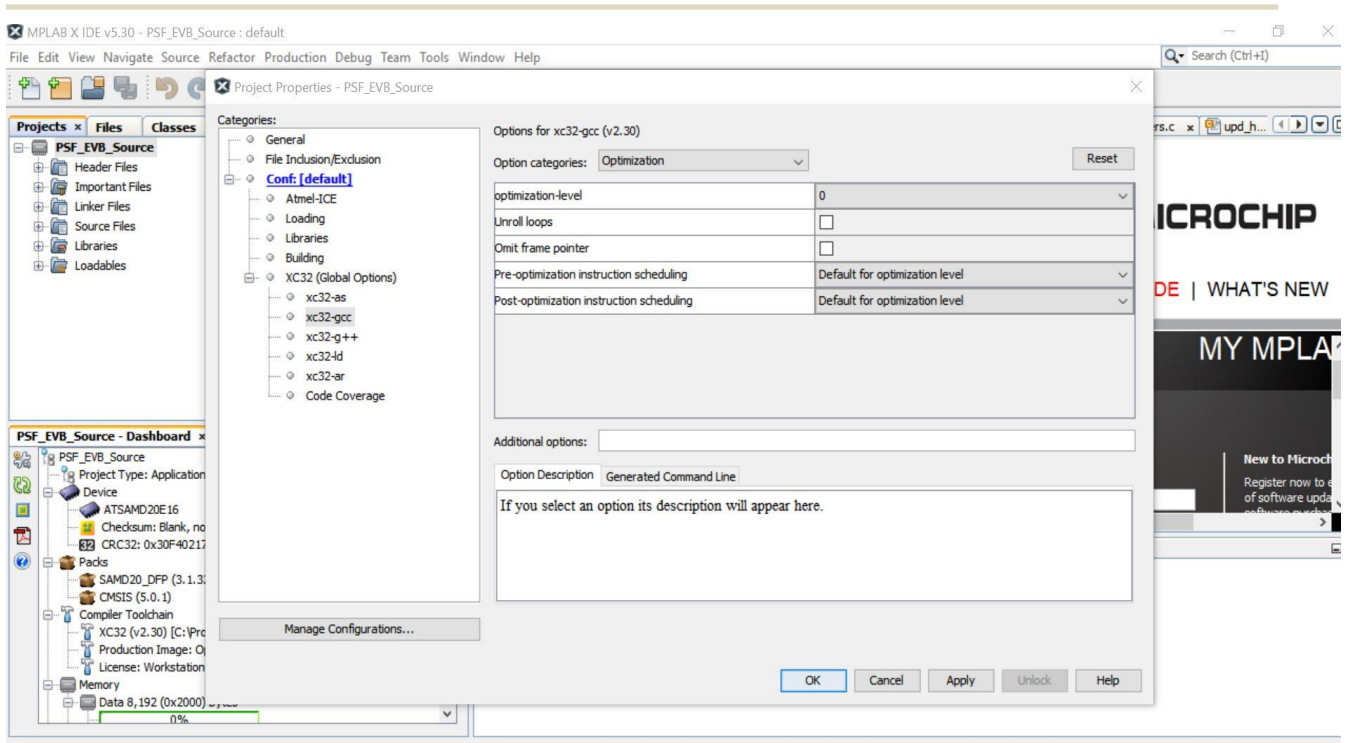 MPLAB X IDE v5.30 - PSF_EVB_Source : default
File Edit View Navigate Source Refactor Production Debug Team Tools Window Help
Search (Ctrl+I)
Project Properties - PSF_EVB_Source
Projects x Files Classes
PSF_EVB_Source
Header Files
Important Files
Linker Files
Source Files
Libraries
Loadables
Categories:
General
File Inclusion/Exclusion
Conf: [default]
Atmel-ICE
Loading
Libraries
Building
XC32 (Global Options)
xc32-as
xc32-gcc
xc32-g++
xc32-ld
xc32-ar
Code Coverage
Manage Configurations...
Options for xc32-gcc (v2.30)
Option categories: Optimization Reset
optimization-level 0
Unroll loops
Omit frame pointer
Pre-optimization instruction scheduling Default for optimization level
Post-optimization instruction scheduling Default for optimization level
Additional options:
Option Description Generated Command Line
If you select an option its description will appear here.
OK Cancel Apply Unlock Help
rs.c x upd_h...
ICROCHIP
DE | WHAT'S NEW
MY MPLA
New to Microch
Register now to e
of software upda
PSF_EVB_Source - Dashboard x
PSF_EVB_Source
Project Type: Application
Device
ATSAMD20E16
Checksum: Blank, no
32 CRC32: 0x30F40217
Packs
SAMD20_DFP (3.1.3
CMSIS (5.0.1)
Compiler Toolchain
XC32 (v2.30) [C:\Pro
Production Image: O
License: Workstation
Memory
Data 8,192 (0x2000)
0%